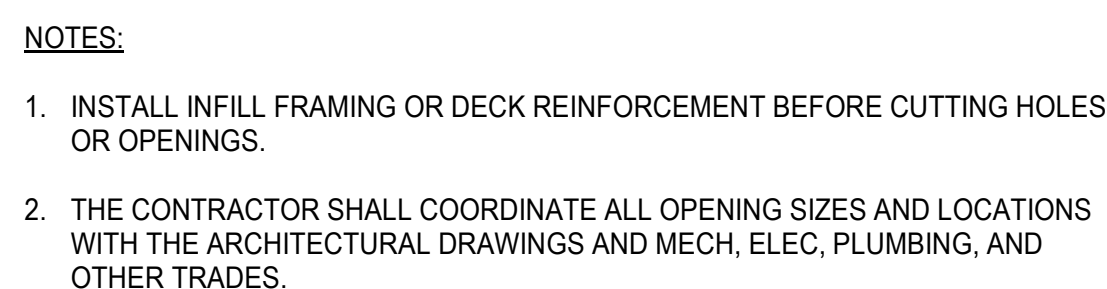 NOTES:
1. INSTALL INFILL FRAMING OR DECK REINFORCEMENT BEFORE CUTTING HOLES
OR OPENINGS.
2. THE CONTRACTOR SHALL COORDINATE ALL OPENING SIZES AND LOCATIONS
WITH THE ARCHITECTURAL DRAWINGS AND MECH, ELEC, PLUMBING, AND
OTHER TRADES.